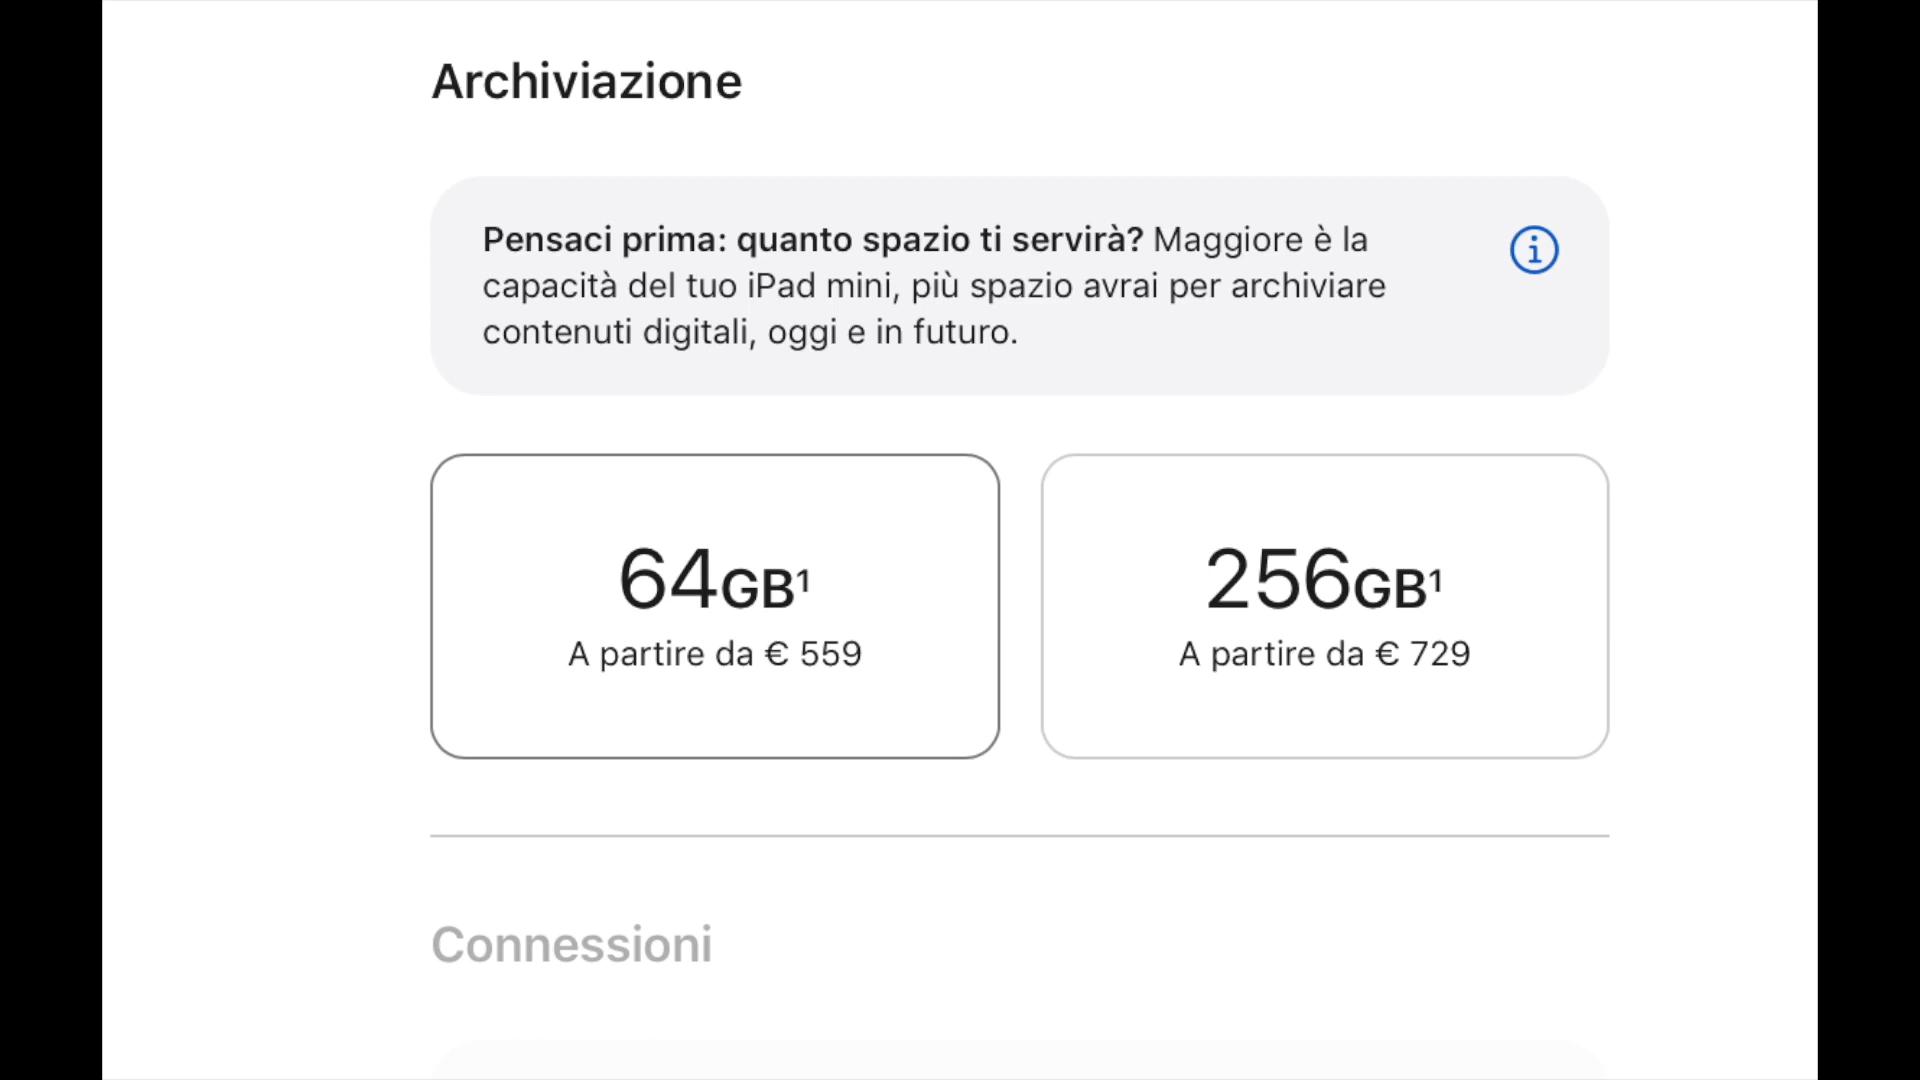 Archiviazione
Pensaci prima: quanto spazio ti servirà? Maggiore è la
capacità del tuo iPad mini, più spazio avrai per archiviare
contenuti digitali, oggi e in futuro.
64GB¹
A partire da € 559
256GB¹
A partire da € 729
Connessioni